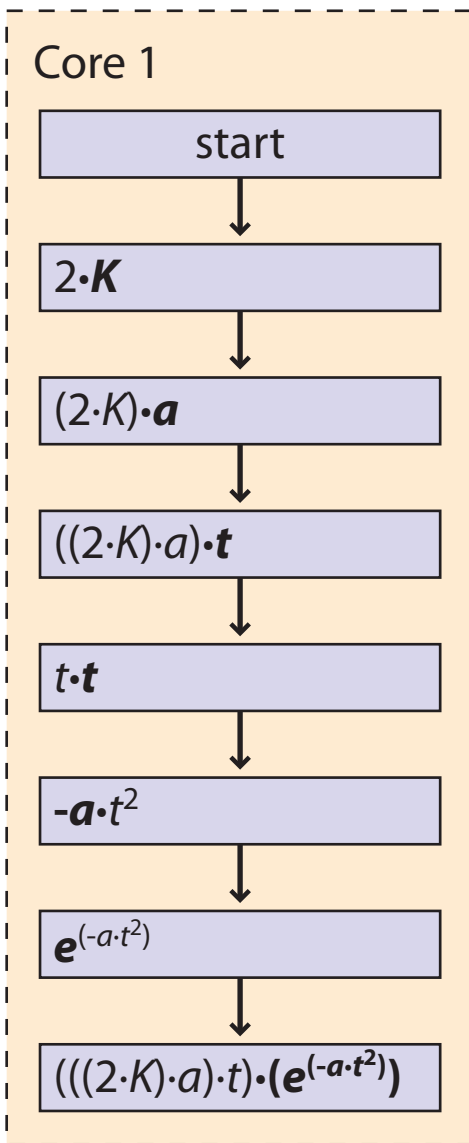 Core 1
start
2·K
(2·K)·a
((2·K)·a)·t
t·t
-a·t²
e^(-a·t²)
(((2·K)·a)·t)·(e^(-a·t²))